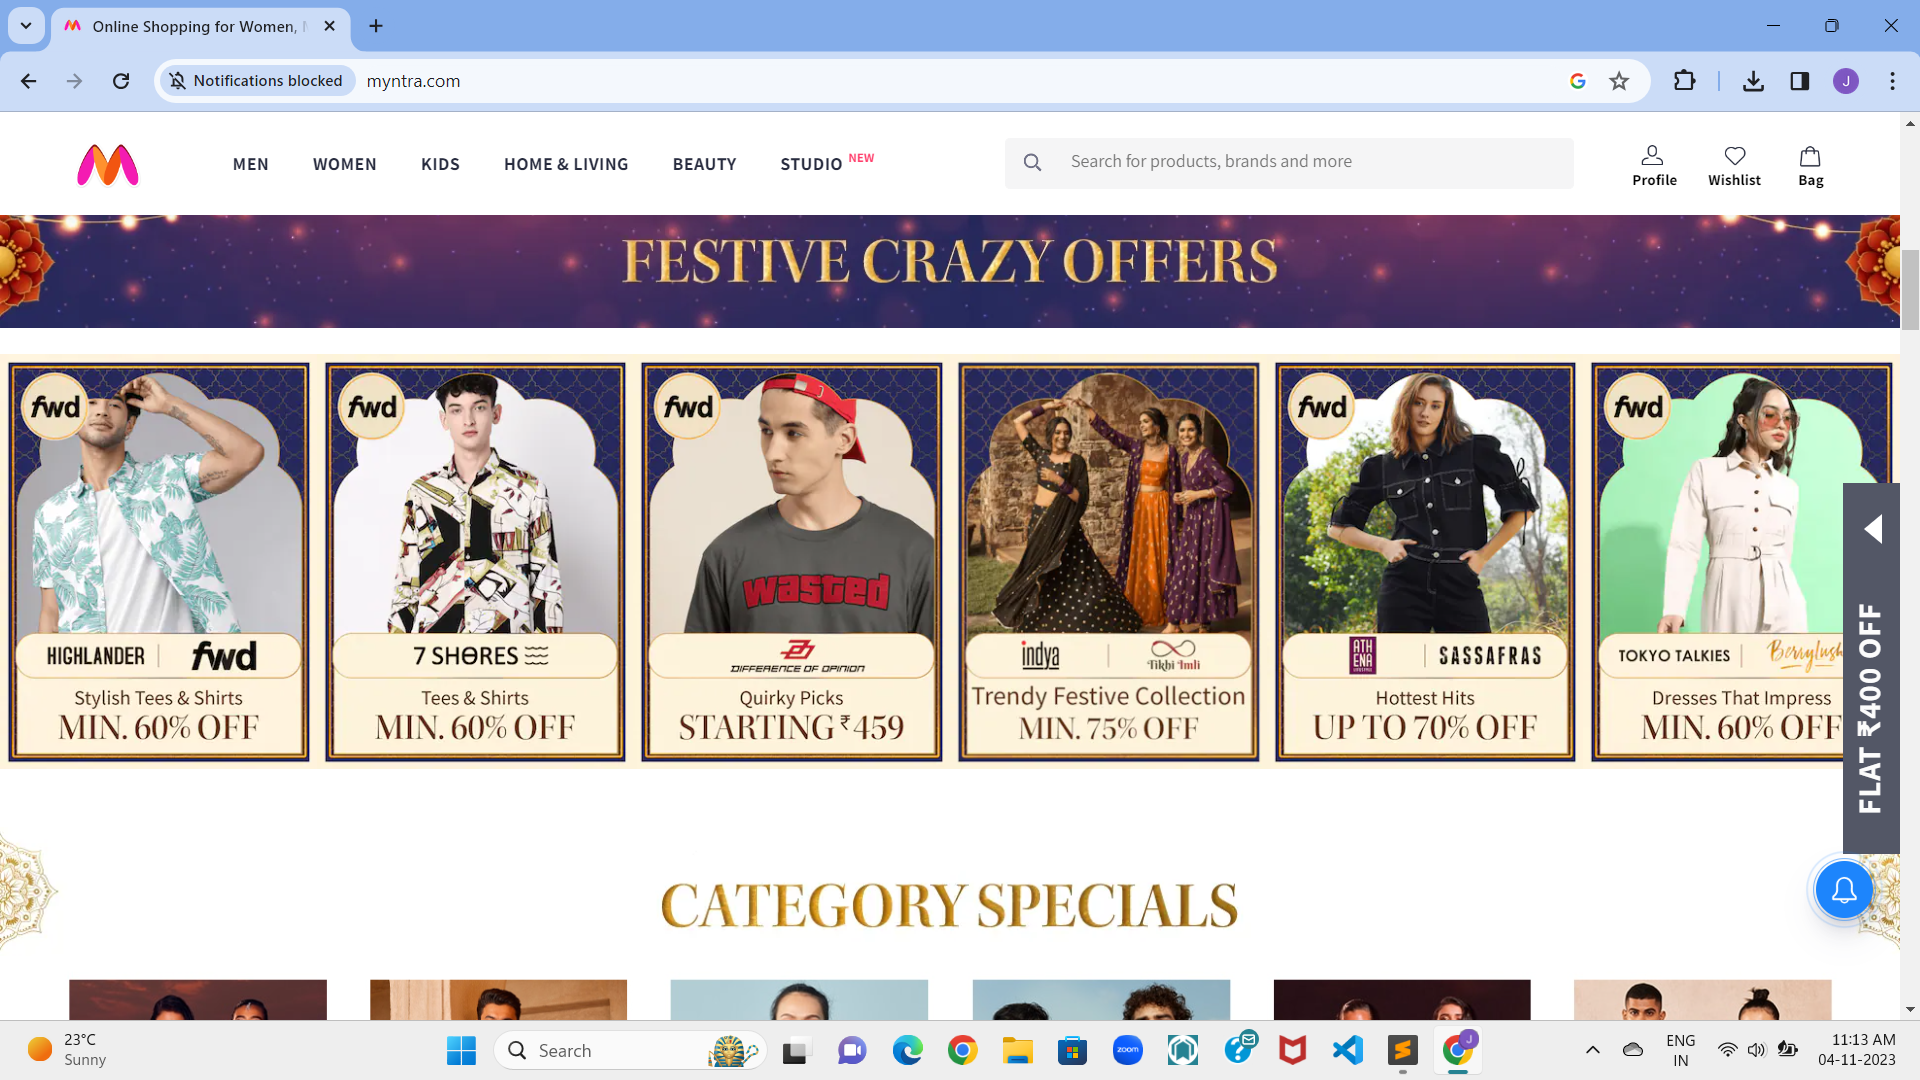 Online Shopping for Women,
Notifications blocked
myntra.com
J
MEN
WOMEN
KIDS
HOME & LIVING
BEAUTY
STUDIO
NEW
Search for products, brands and more
Profile
Wishlist
Bag
FESTIVE CRAZY OFFERS
fwd
HIGHLANDER
fwd
Stylish Tees & Shirts
MIN. 60% OFF
fwd
7 SHORES
Tees & Shirts
MIN. 60% OFF
fwd
wasted
DIFFERENCE OF OPINION
Quirky Picks
STARTING ₹459
indya
Tikhi Imli
Trendy Festive Collection
MIN. 75% OFF
fwd
ATHENA
SASSAFRAS
Hottest Hits
UP TO 70% OFF
fwd
TOKYO TALKIES
Berrylush
Dresses That Impress
MIN. 60% OFF
FLAT ₹400 OFF
CATEGORY SPECIALS
23°C
Sunny
Search
zoom
J
ENG
IN
11:13 AM
04-11-2023